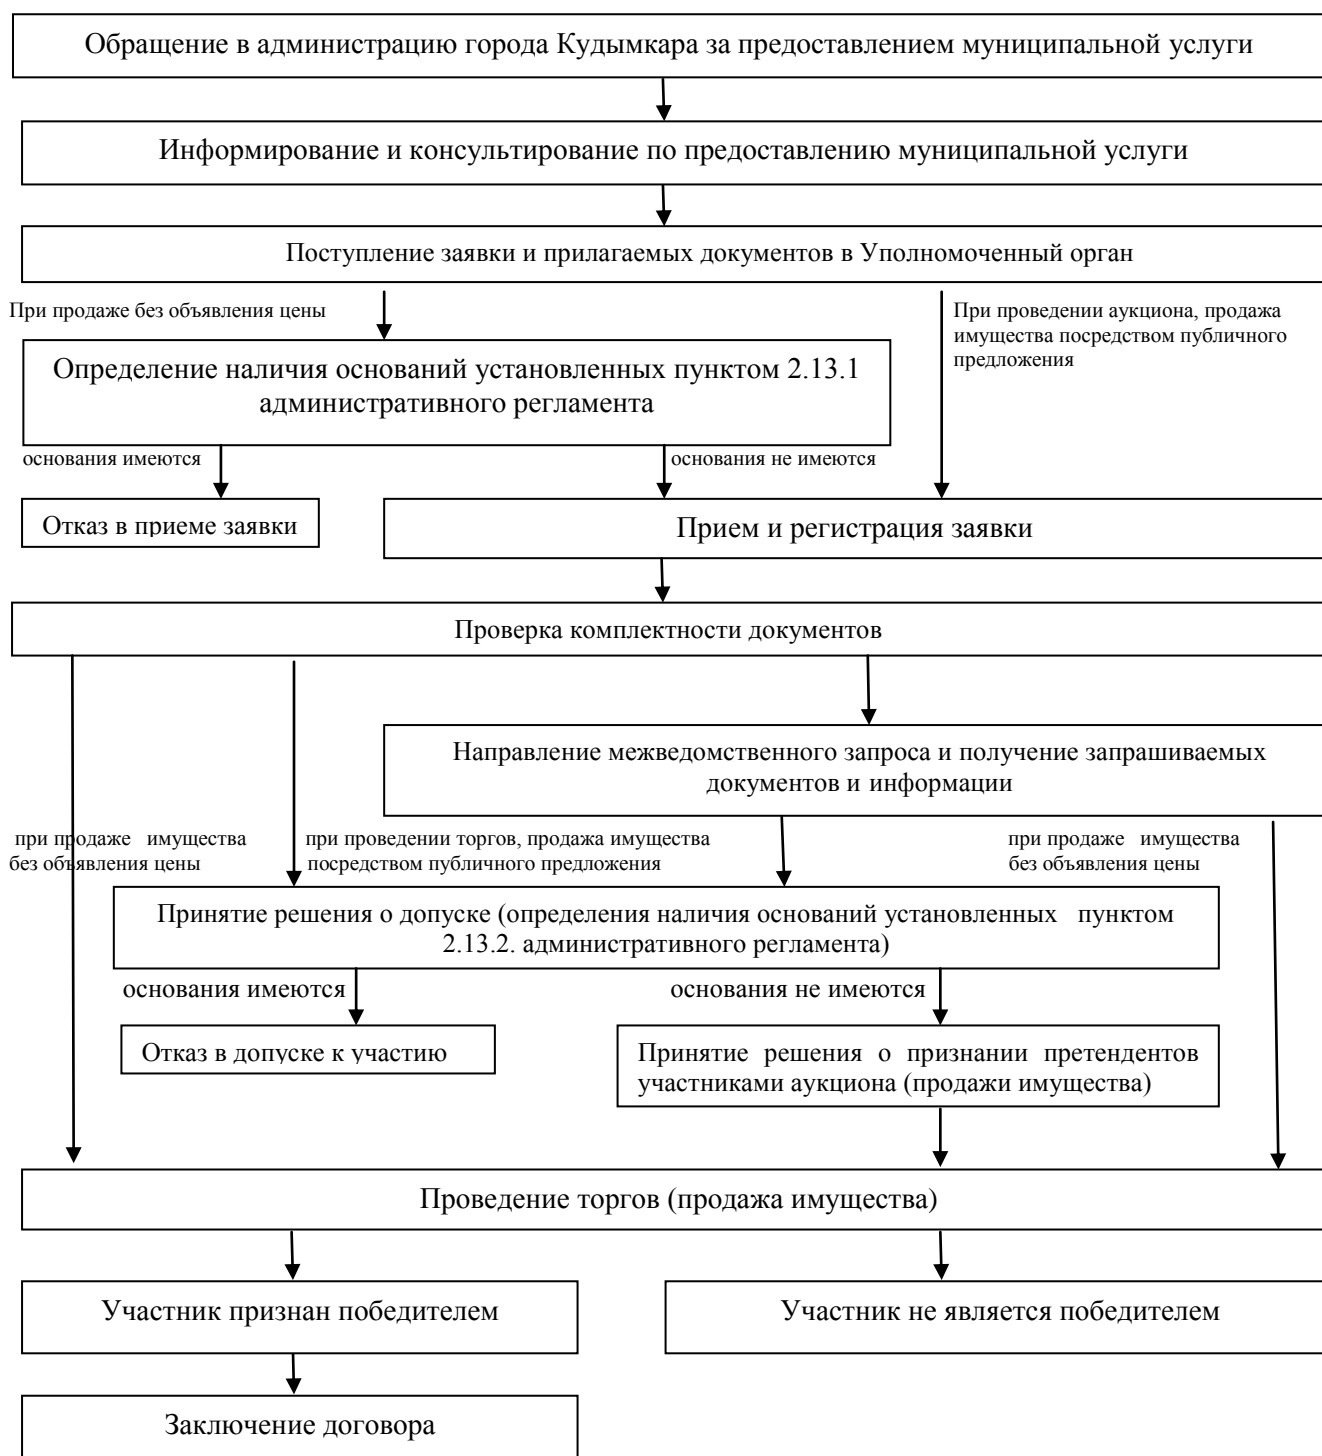 Обращение в администрацию города Кудымкара за предоставлением муниципальной услуги
Информирование и консультирование по предоставлению муниципальной услуги
Поступление заявки и прилагаемых документов в Уполномоченный орган
При продаже без объявления цены
При проведении аукциона, продажа
имущества посредством публичного
предложения
Определение наличия оснований установленных пунктом 2.13.1
административного регламента
основания имеются
основания не имеются
Отказ в приеме заявки
Прием и регистрация заявки
Проверка комплектности документов
Направление межведомственного запроса и получение запрашиваемых
документов и информации
при продаже имущества
без объявления цены
при проведении торгов, продажа имущества
посредством публичного предложения
при продаже имущества
без объявления цены
Принятие решения о допуске (определения наличия оснований установленных пунктом
2.13.2. административного регламента)
основания имеются
основания не имеются
Отказ в допуске к участию
Принятие решения о признании претендентов
участниками аукциона (продажи имущества)
Проведение торгов (продажа имущества)
Участник признан победителем
Участник не является победителем
Заключение договора